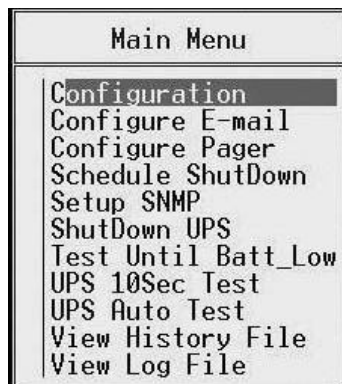 Main Menu
Configuration
Configure E-mail
Configure Pager
Schedule ShutDown
Setup SNMP
ShutDown UPS
Test Until Batt_Low
UPS 10Sec Test
UPS Auto Test
View History File
View Log File